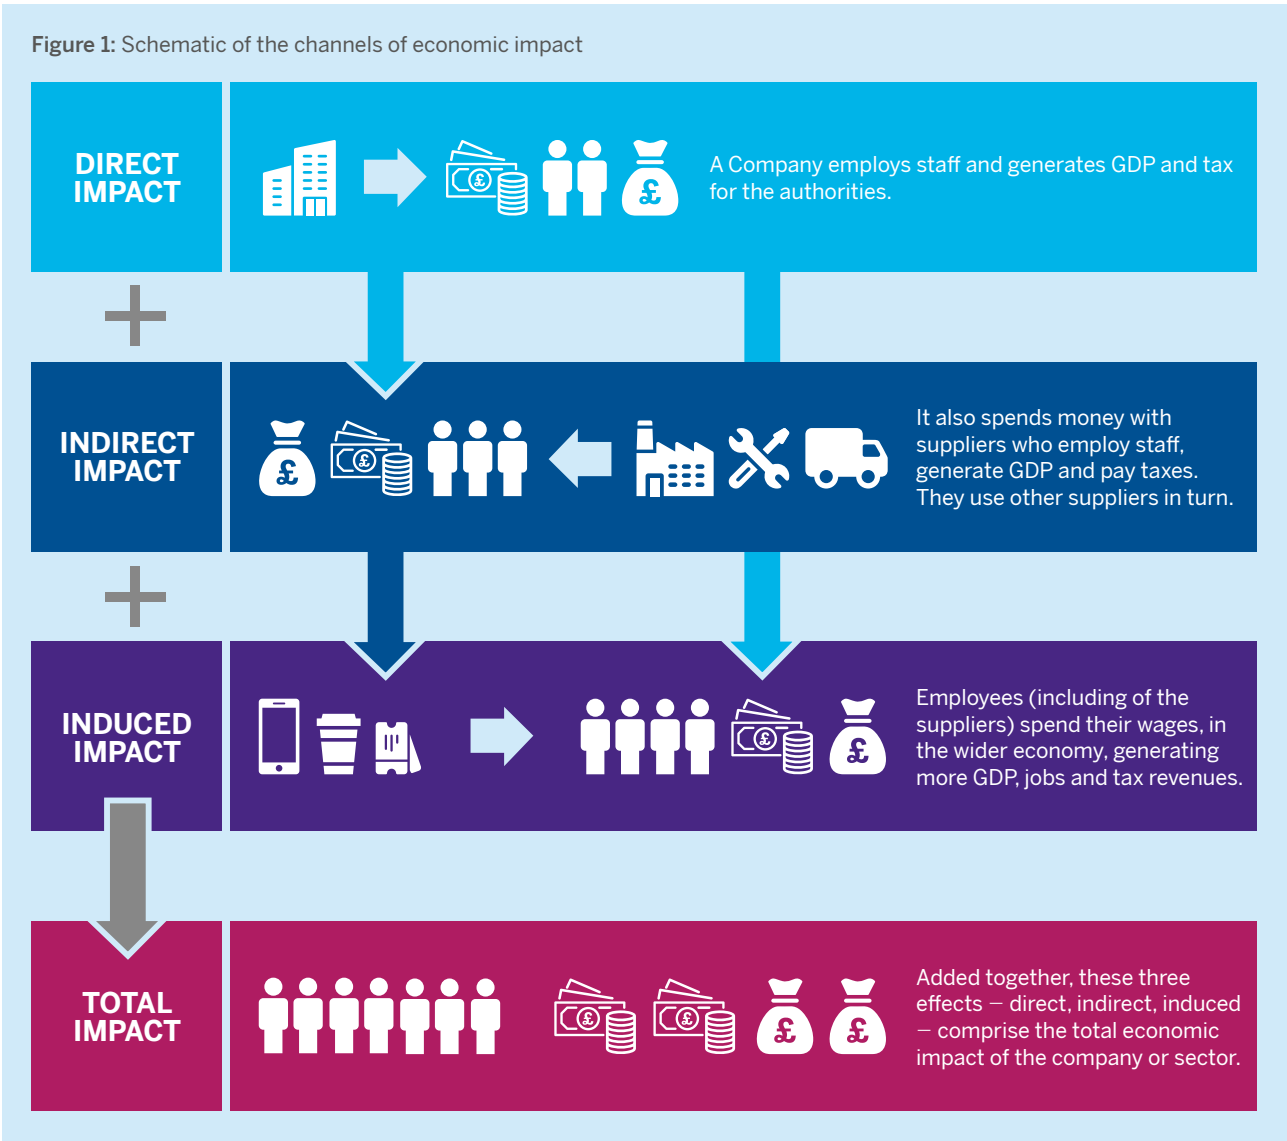 Figure 1: Schematic of the channels of economic impact
DIRECT
IMPACT
£
£
A Company employs staff and generates GDP and tax
for the authorities.
INDIRECT
IMPACT
£
£
It also spends money with
suppliers who employ staff,
generate GDP and pay taxes.
They use other suppliers in turn.
INDUCED
IMPACT
£
£
Employees (including of the
suppliers) spend their wages, in
the wider economy, generating
more GDP, jobs and tax revenues.
TOTAL
IMPACT
£
£
£
£
Added together, these three
effects – direct, indirect, induced
– comprise the total economic
impact of the company or sector.